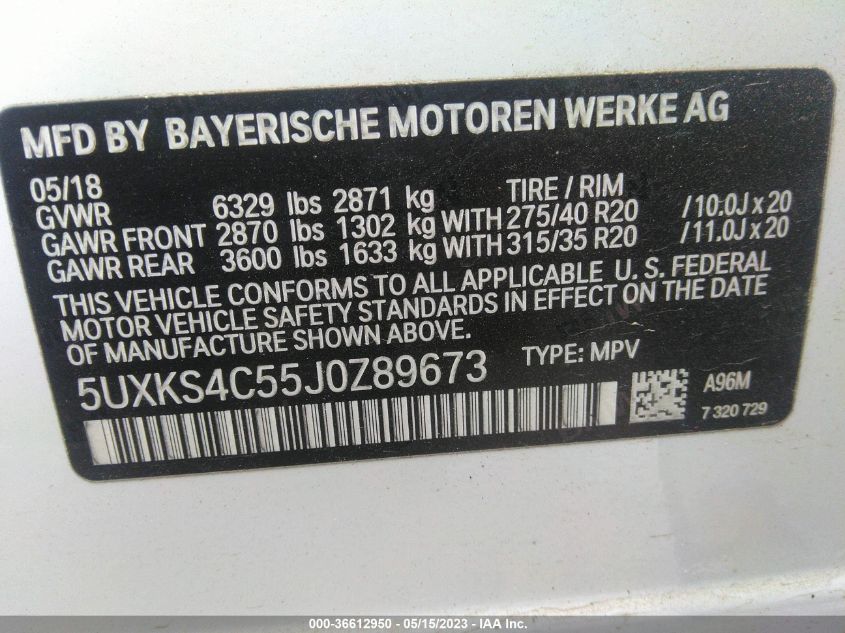 MFD BY BAYERISCHE MOTOREN WERKE AG
05/18 TIRE / RIM
GVWR 6329 lbs 2871 kg
GAWR FRONT 2870 lbs 1302 kg WITH 275/40 R20 /10.0J x 20
GAWR REAR 3600 lbs 1633 kg WITH 315/35 R20 /11.0J x 20
THIS VEHICLE CONFORMS TO ALL APPLICABLE U. S. FEDERAL
MOTOR VEHICLE SAFETY STANDARDS IN EFFECT ON THE DATE
OF MANUFACTURE SHOWN ABOVE.
5UXKS4C55J0Z89673 TYPE: MPV
A96M
7 320 729
000-36612950 - 05/15/2023 - IAA Inc.